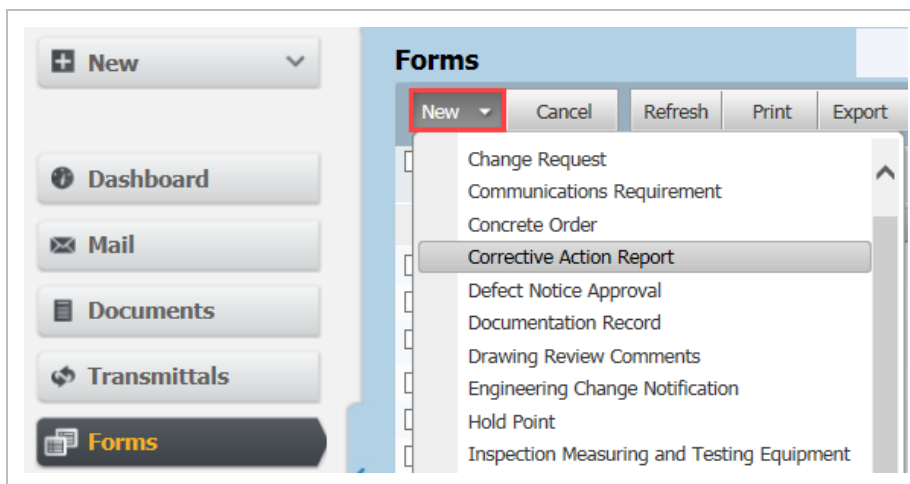 New
Dashboard
Mail
Documents
Transmittals
Forms
Forms
New Cancel Refresh Print Export
Change Request
Communications Requirement
Concrete Order
Corrective Action Report
Defect Notice Approval
Documentation Record
Drawing Review Comments
Engineering Change Notification
Hold Point
Inspection Measuring and Testing Equipment